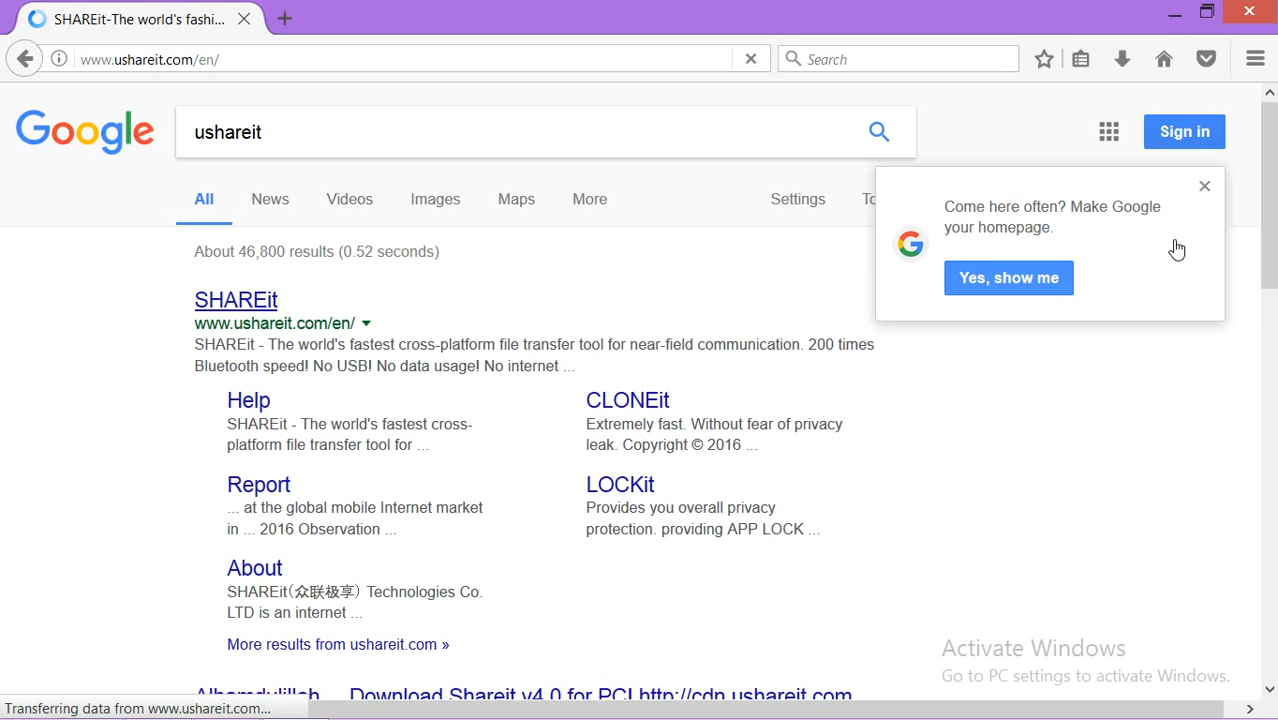 SHAREit-The world's fashi...
www.ushareit.com/en/
Search
Google
ushareit
Sign in
All News Videos Images Maps More Settings To
Come here often? Make Google
your homepage.
Yes, show me
About 46,800 results (0.52 seconds)
SHAREit
www.ushareit.com/en/
SHAREit - The world's fastest cross-platform file transfer tool for near-field communication. 200 times
Bluetooth speed! No USB! No data usage! No internet ...
Help
SHAREit - The world's fastest cross-
platform file transfer tool for ...
CLONEit
Extremely fast. Without fear of privacy
leak. Copyright © 2016 ...
Report
... at the global mobile Internet market
in ... 2016 Observation ...
LOCKit
Provides you overall privacy
protection. providing APP LOCK ...
About
SHAREit(众联极享) Technologies Co.
LTD is an internet ...
More results from ushareit.com »
Alhamdulillah ... Download Shareit v4.0 for PC! http://cdn.ushareit.com
Activate Windows
Go to PC settings to activate Windows.
Transferring data from www.ushareit.com...